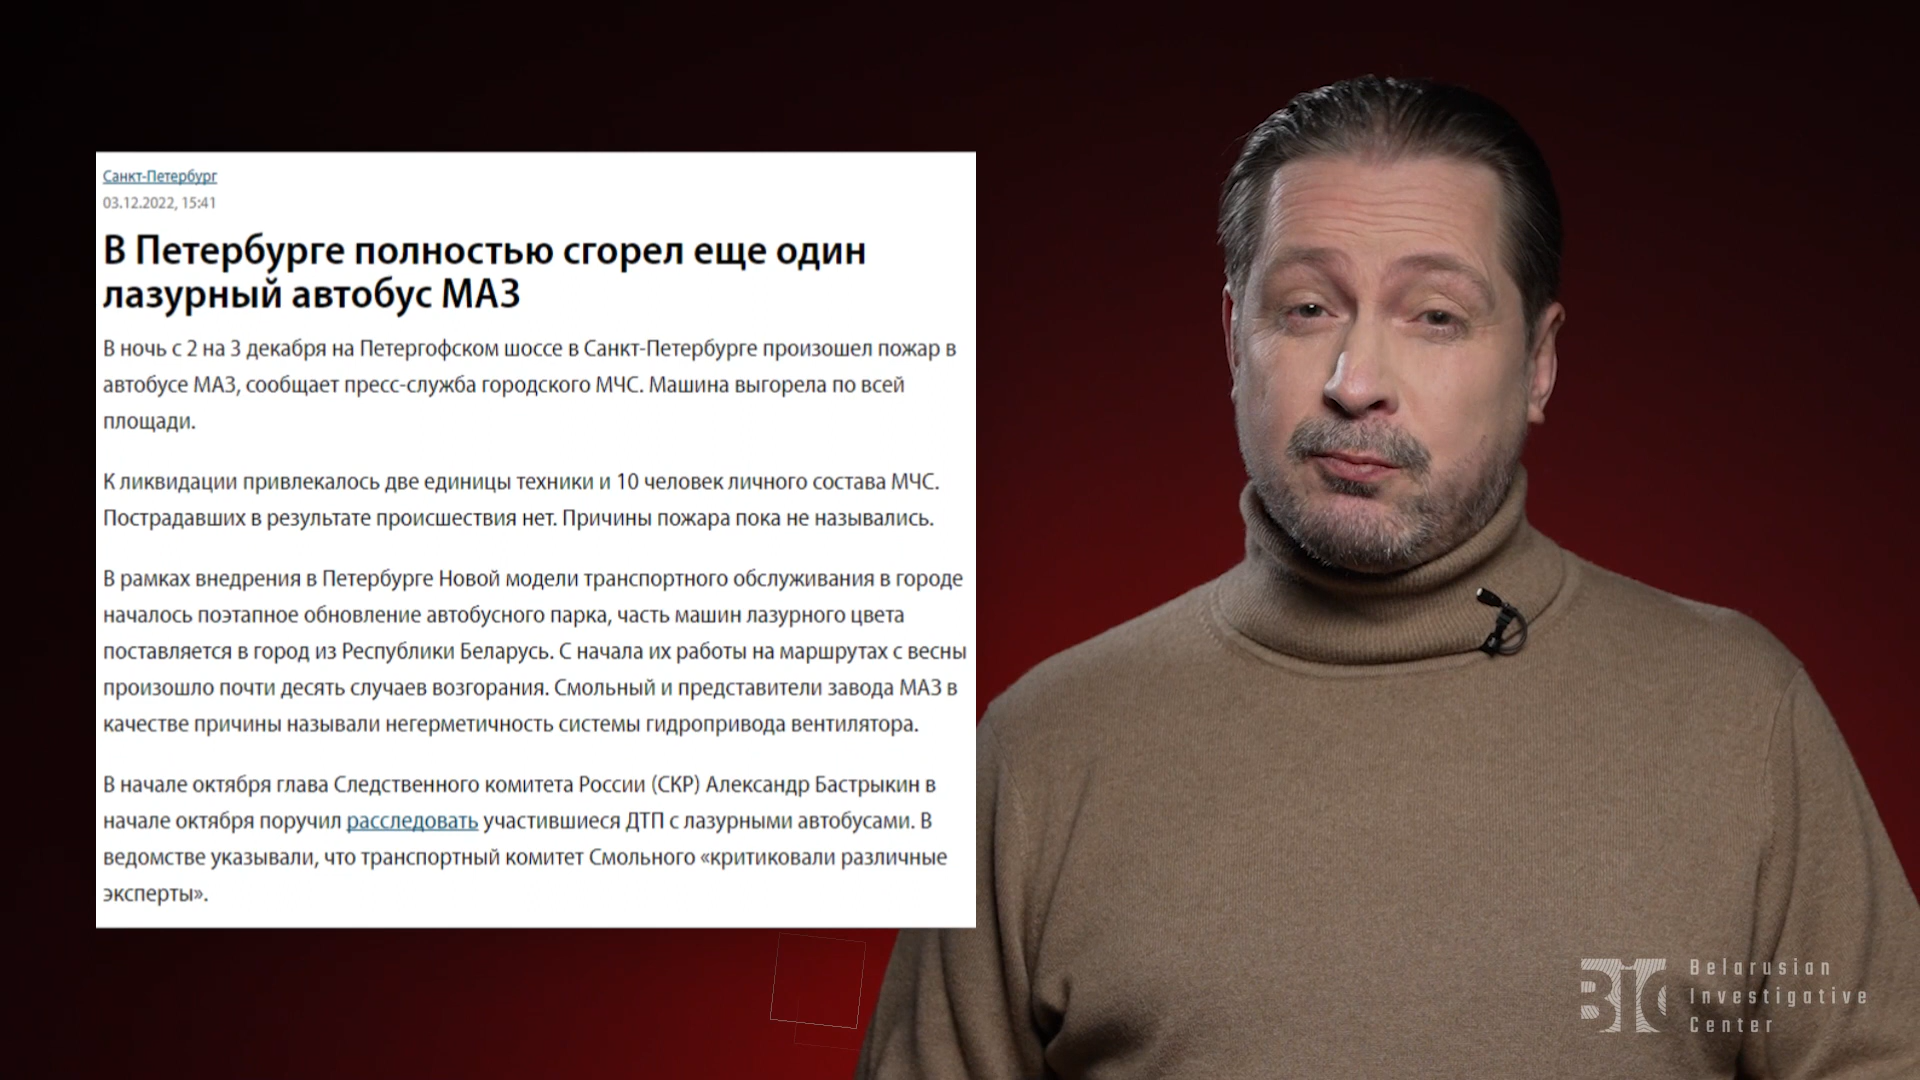 Санкт-Петербург
03.12.2022, 15:41
В Петербурге полностью сгорел еще один
лазурный автобус МАЗ
В ночь с 2 на 3 декабря на Петергофском шоссе в Санкт-Петербурге произошел пожар в
автобусе МАЗ, сообщает пресс-служба городского МЧС. Машина выгорела по всей
площади.
К ликвидации привлекалось две единицы техники и 10 человек личного состава МЧС.
Пострадавших в результате происшествия нет. Причины пожара пока не назывались.
В рамках внедрения в Петербурге Новой модели транспортного обслуживания в городе
началось поэтапное обновление автобусного парка, часть машин лазурного цвета
поставляется в город из Республики Беларусь. С начала их работы на маршрутах с весны
произошло почти десять случаев возгорания. Смольный и представители завода МАЗ в
качестве причины называли негерметичность системы гидропривода вентилятора.
В начале октября глава Следственного комитета России (СКР) Александр Бастрыкин в
начале октября поручил расследовать участившиеся ДТП с лазурными автобусами. В
ведомстве указывали, что транспортный комитет Смольного «критиковали различные
эксперты».
Belarusian
Investigative
Center